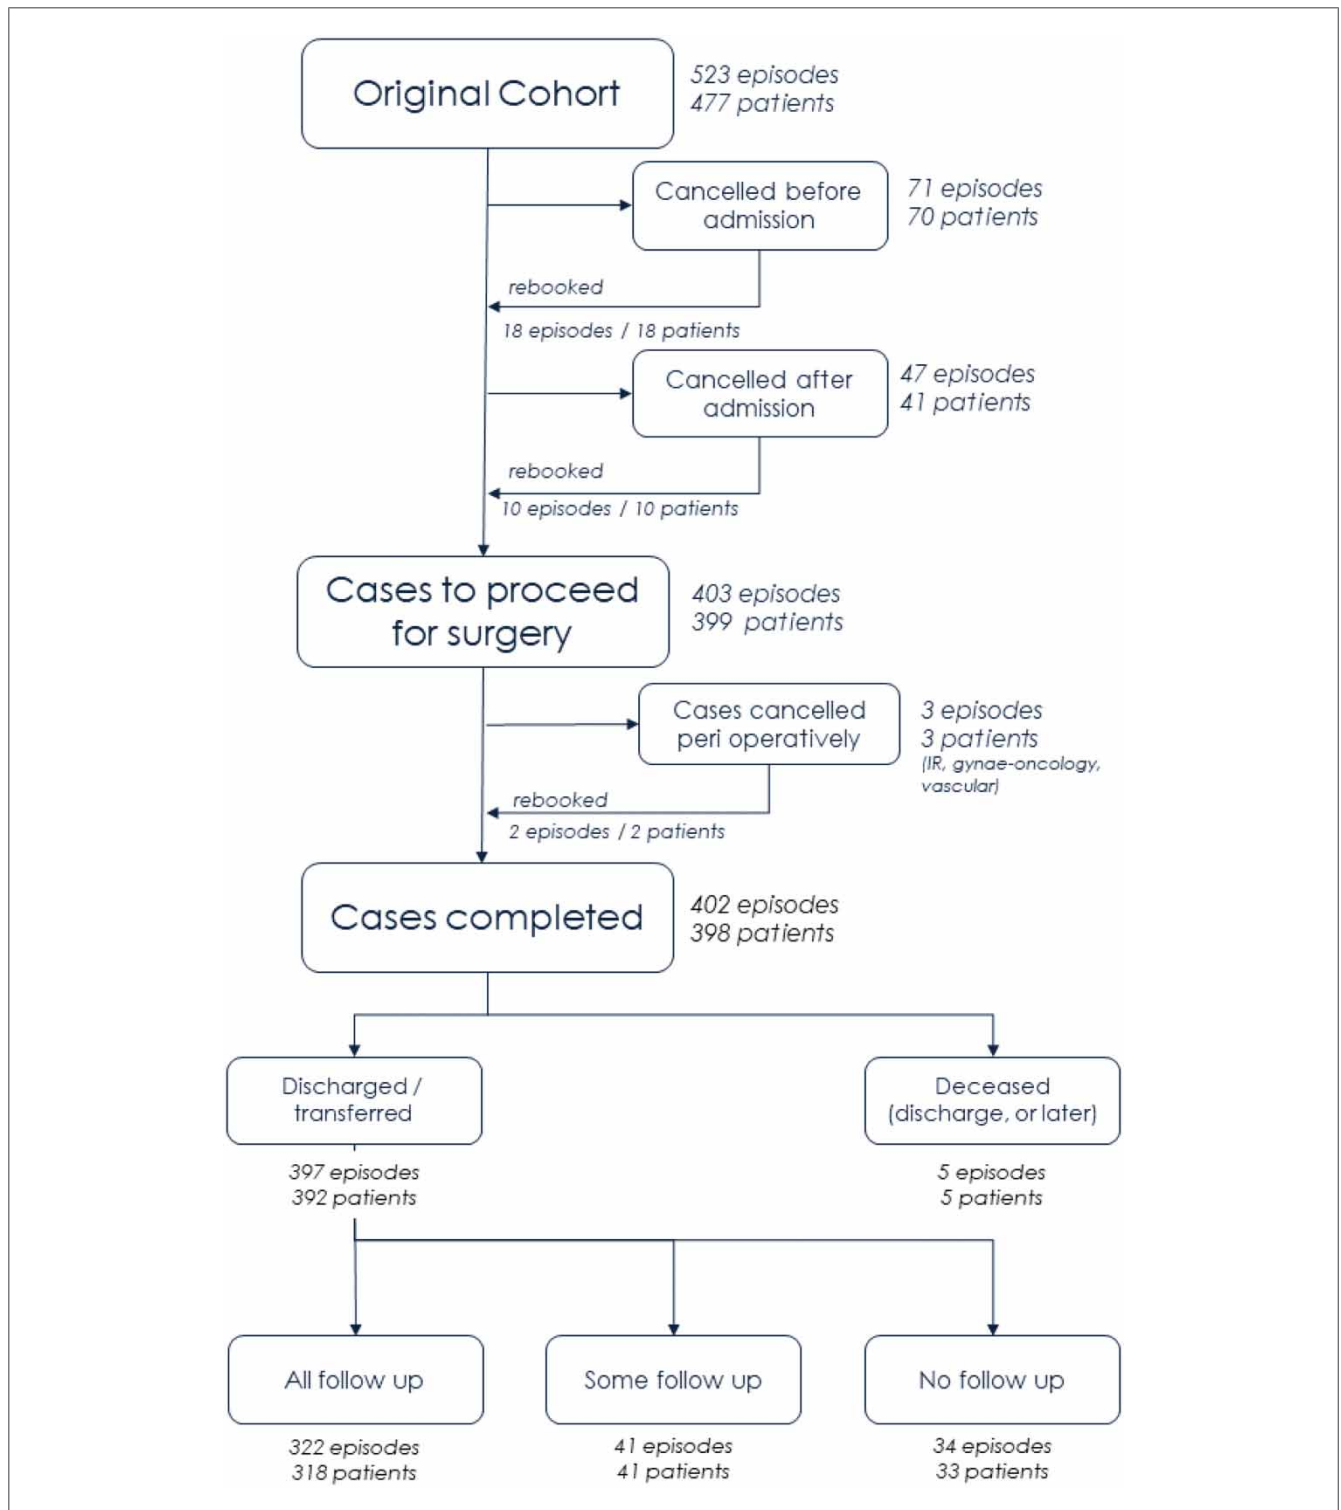 Original Cohort
523 episodes
477 patients
Cancelled before
admission
71 episodes
70 patients
rebooked
18 episodes / 18 patients
Cancelled after
admission
47 episodes
41 patients
rebooked
10 episodes / 10 patients
Cases to proceed
for surgery
403 episodes
399 patients
Cases cancelled
peri operatively
3 episodes
3 patients
(IR, gynae-oncology,
vascular)
rebooked
2 episodes / 2 patients
Cases completed
402 episodes
398 patients
Discharged /
transferred
Deceased
(discharge, or later)
397 episodes
392 patients
5 episodes
5 patients
All follow up
Some follow up
No follow up
322 episodes
318 patients
41 episodes
41 patients
34 episodes
33 patients